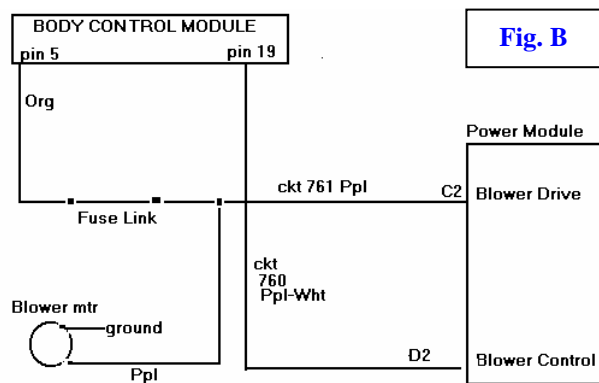 BODY CONTROL MODULE
pin 5
pin 19
Fig. B
Org
Power Module
ckt 761 Ppl
C2
Blower Drive
Fuse Link
ckt
760
Ppl-Wht
Blower mtr
ground
Ppl
D2
Blower Control